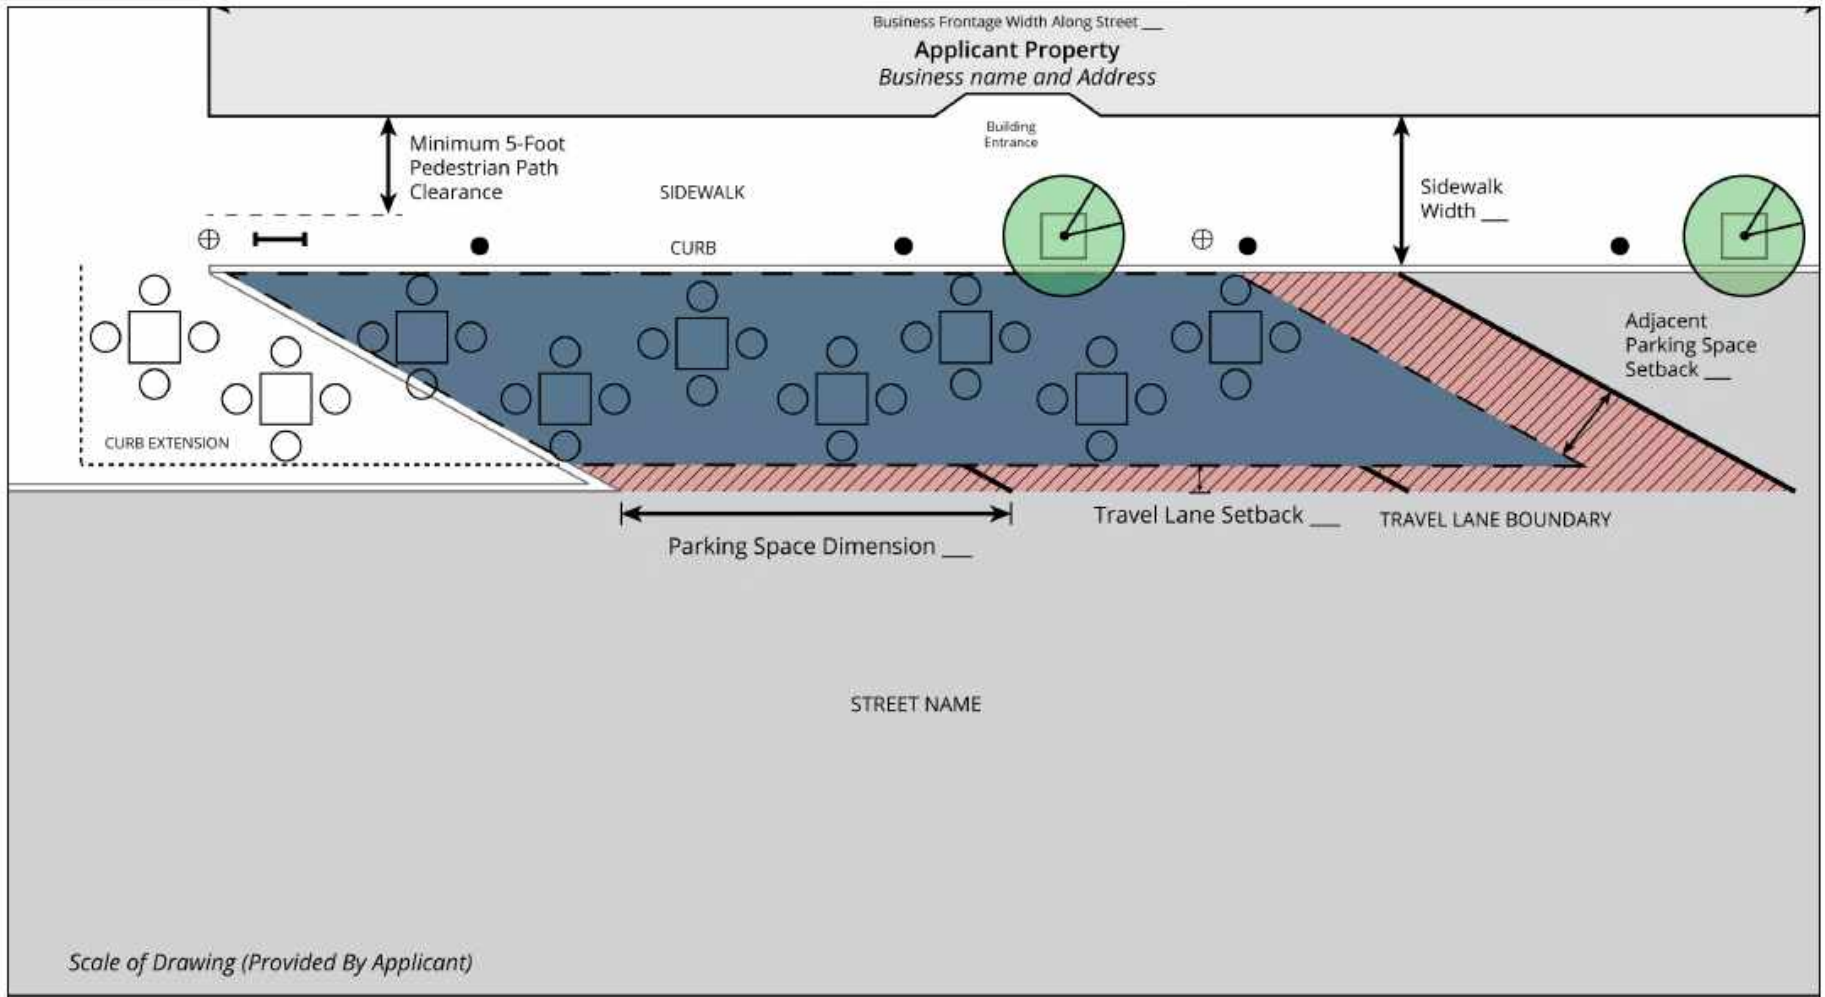 Business Frontage Width Along Street ___
Applicant Property
Business name and Address
Building
Entrance
Minimum 5-Foot
Pedestrian Path
Clearance
SIDEWALK
Sidewalk
Width ___
CURB
Adjacent
Parking Space
Setback ___
CURB EXTENSION
Travel Lane Setback ___
TRAVEL LANE BOUNDARY
Parking Space Dimension ___
STREET NAME
Scale of Drawing (Provided By Applicant)